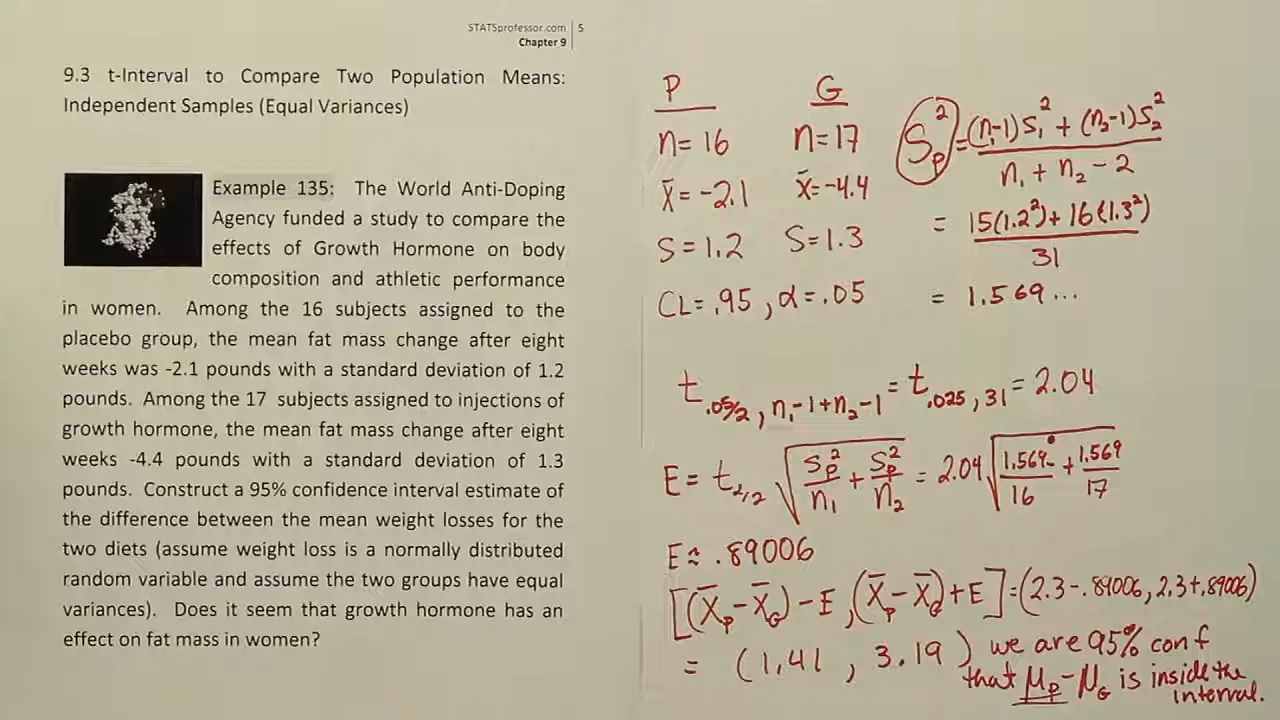 STATSprofessor.com | 5
Chapter 9
9.3 t-Interval to Compare Two Population Means:
Independent Samples (Equal Variances)
Example 135: The World Anti-Doping
Agency funded a study to compare the
effects of Growth Hormone on body
composition and athletic performance
in women. Among the 16 subjects assigned to the
placebo group, the mean fat mass change after eight
weeks was -2.1 pounds with a standard deviation of 1.2
pounds. Among the 17 subjects assigned to injections of
growth hormone, the mean fat mass change after eight
weeks -4.4 pounds with a standard deviation of 1.3
pounds. Construct a 95% confidence interval estimate of
the difference between the mean weight losses for the
two diets (assume weight loss is a normally distributed
random variable and assume the two groups have equal
variances). Does it seem that growth hormone has an
effect on fat mass in women?
P G
n=16 n=17
x̄=-2.1 x̄=-4.4
S=1.2 S=1.3
CL=.95, α=.05
Sp² = (n₁-1)S₁² + (n₂-1)S₂²
n₁ + n₂ - 2
= 15(1.2²)+16(1.3²)
31
= 1.569...
t.05/2, n₁-1+n₂-1 = t.025, 31 = 2.04
E = tα/2 √(Sp²/n₁ + Sp²/n₂) = 2.04 √(1.569/16 + 1.569/17)
E ≈ .89006
[(X̄p-X̄G)-E, (X̄p-X̄G)+E] = (2.3-.89006, 2.3+.89006)
= (1.41, 3.19) we are 95% conf
that μp-μG is inside the
interval.